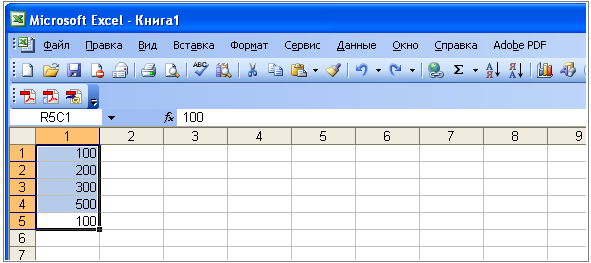 Microsoft Excel - Книга1
Файл Правка Вид Вставка Формат Сервис Данные Окно Справка Adobe PDF
ABC Σ А Я Я А
R5C1 fx 100
1 2 3 4 5 6 7 8 9
1 100
2 200
3 300
4 500
5 100
6
7